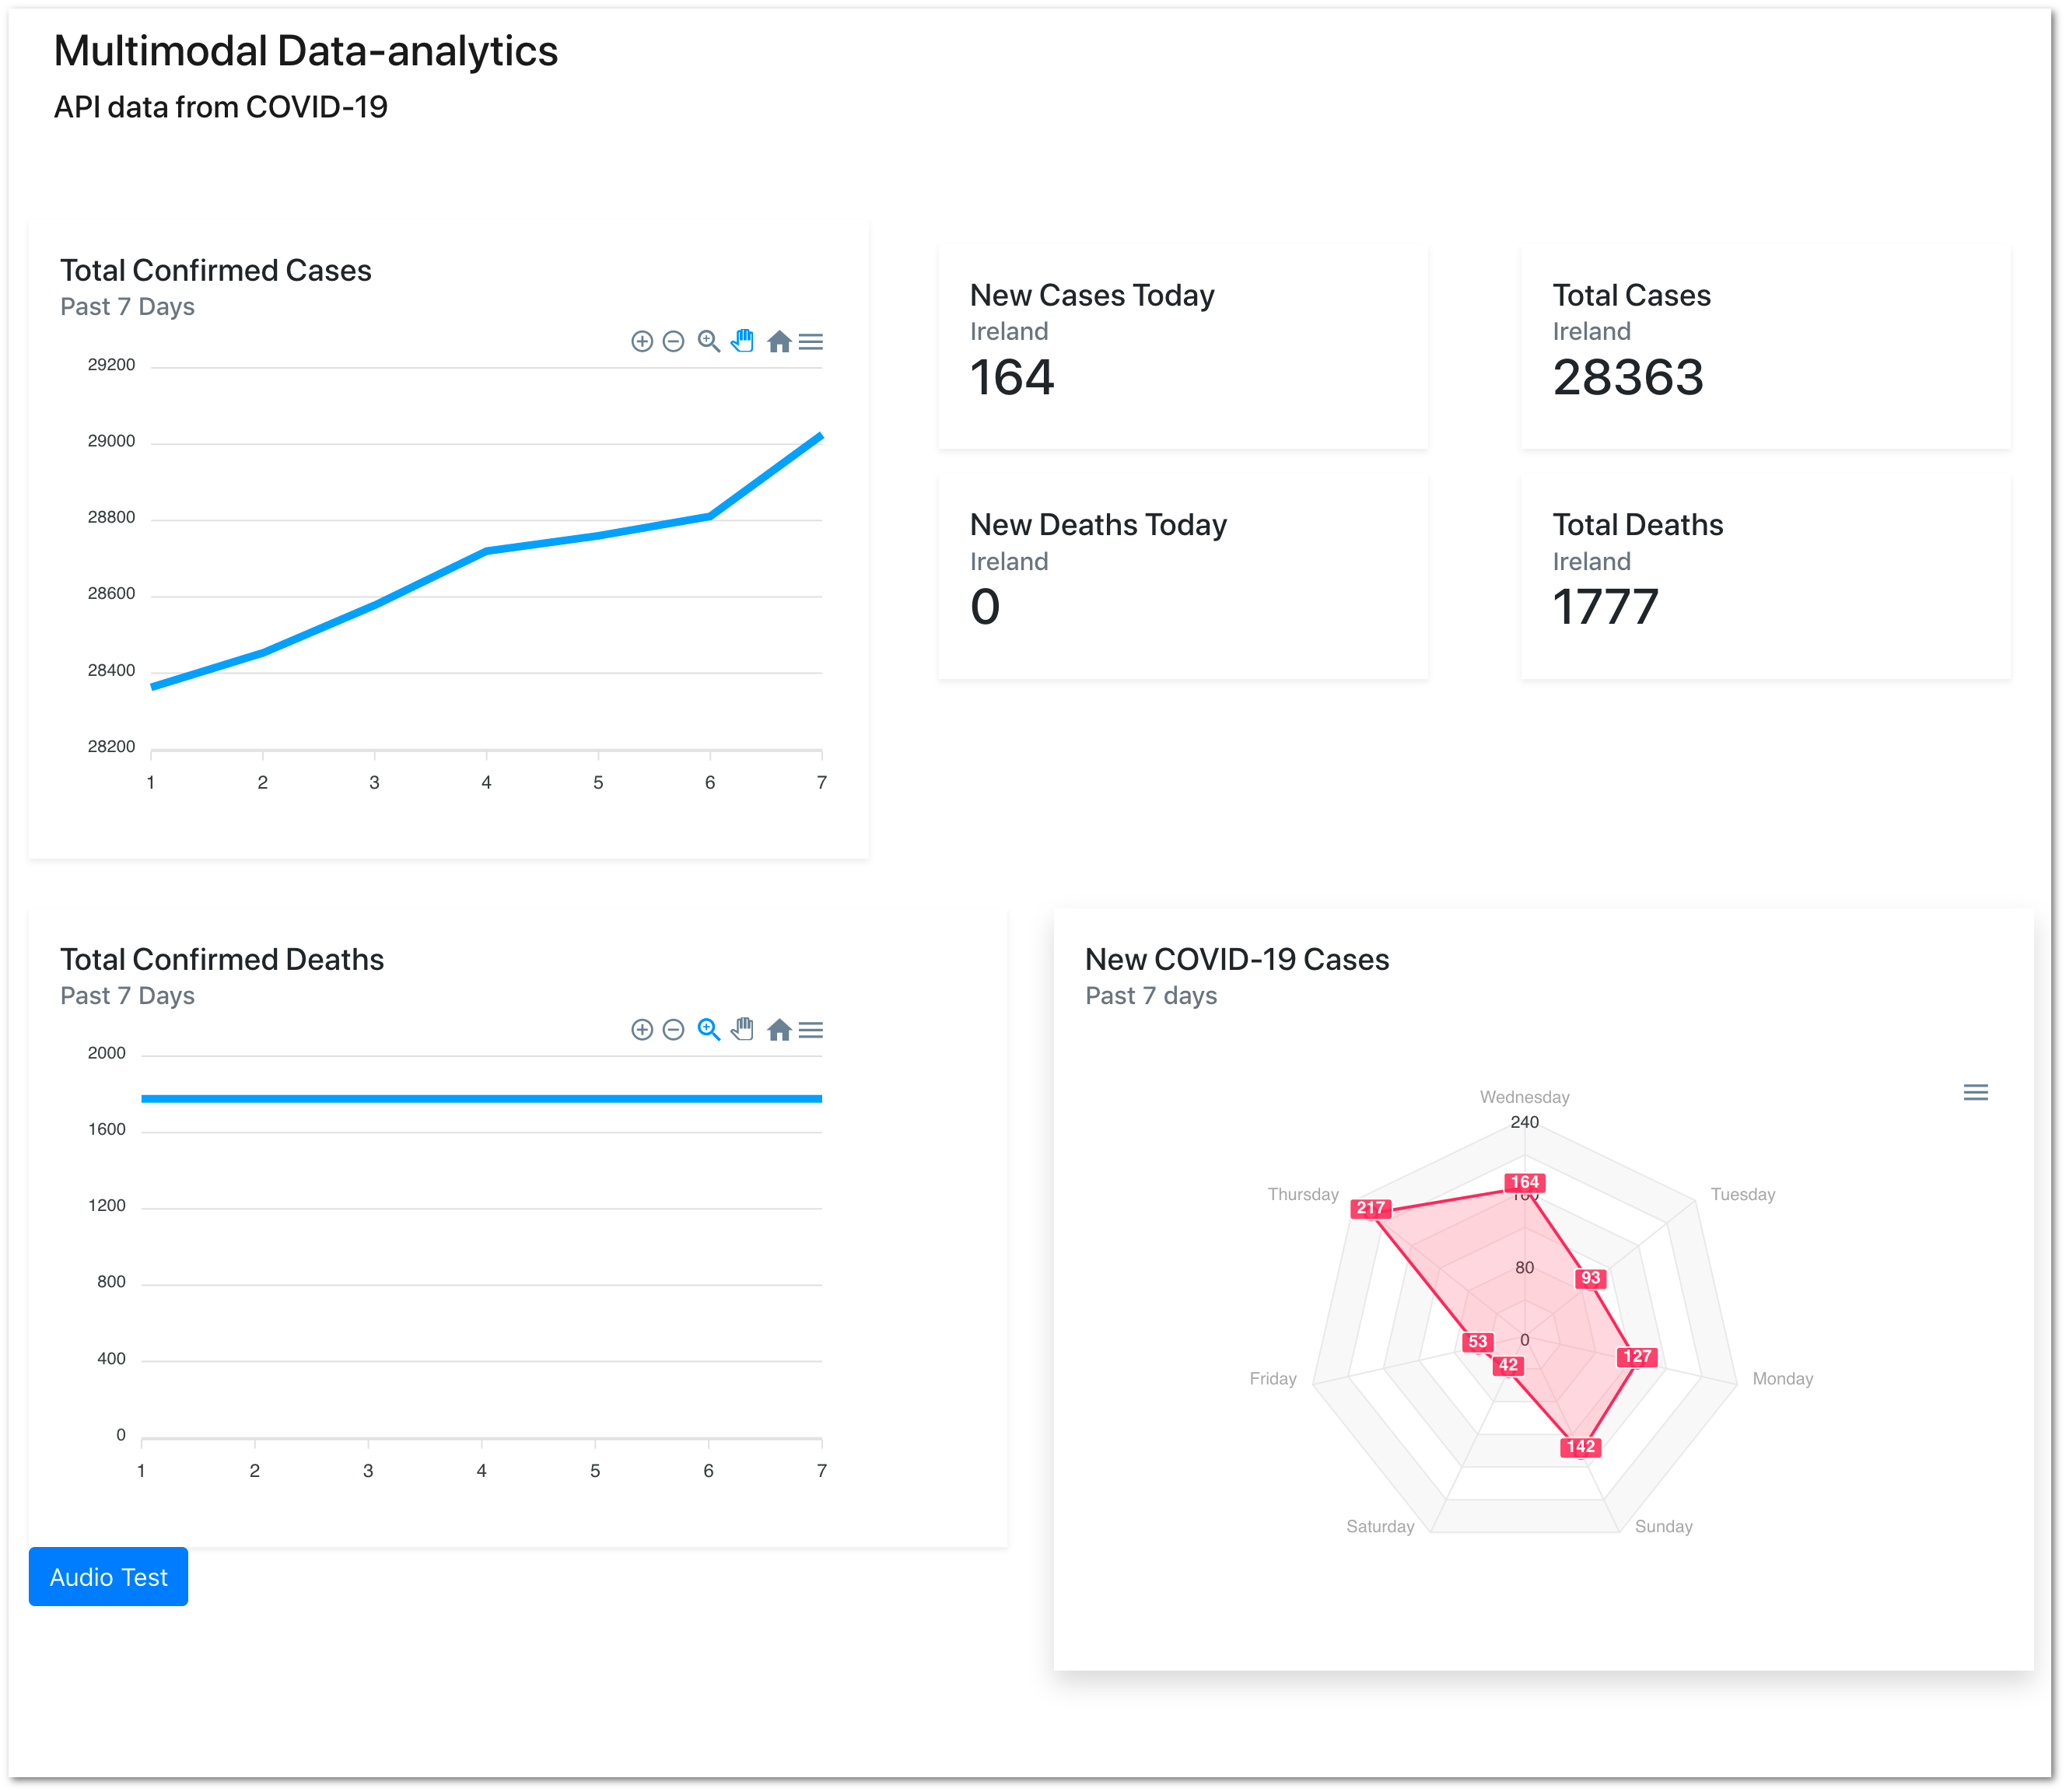 Multimodal Data-analytics
API data from COVID-19
Total Confirmed Cases
Past 7 Days
29200
29000
28800
28600
28400
28200
1 2 3 4 5 6 7
New Cases Today
Ireland
164
Total Cases
Ireland
28363
New Deaths Today
Ireland
0
Total Deaths
Ireland
1777
Total Confirmed Deaths
Past 7 Days
2000
1600
1200
800
400
0
1 2 3 4 5 6 7
Audio Test
New COVID-19 Cases
Past 7 days
Wednesday
240
164
Thursday
217
Tuesday
80
93
0
53
42
127
Friday
Monday
142
Saturday
Sunday